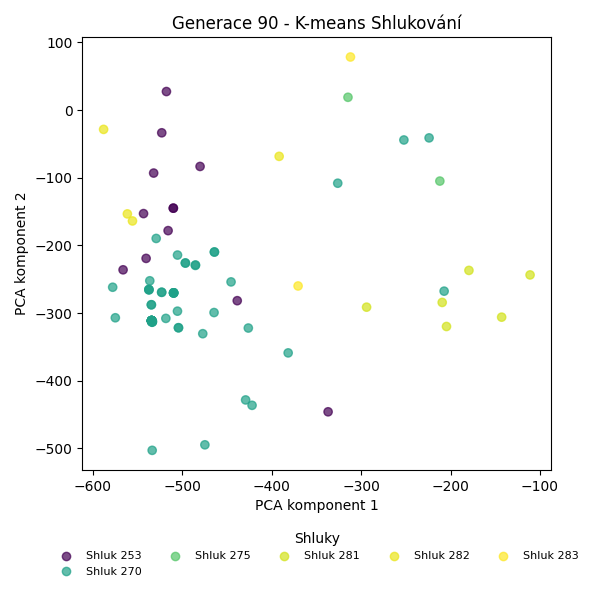 Generace 90 - K-means Shlukování
100
0
−100
−200
−300
−400
−500
PCA komponent 2
−600 −500 −400 −300 −200 −100
PCA komponent 1
Shluky
Shluk 253 Shluk 275 Shluk 281 Shluk 282 Shluk 283
Shluk 270